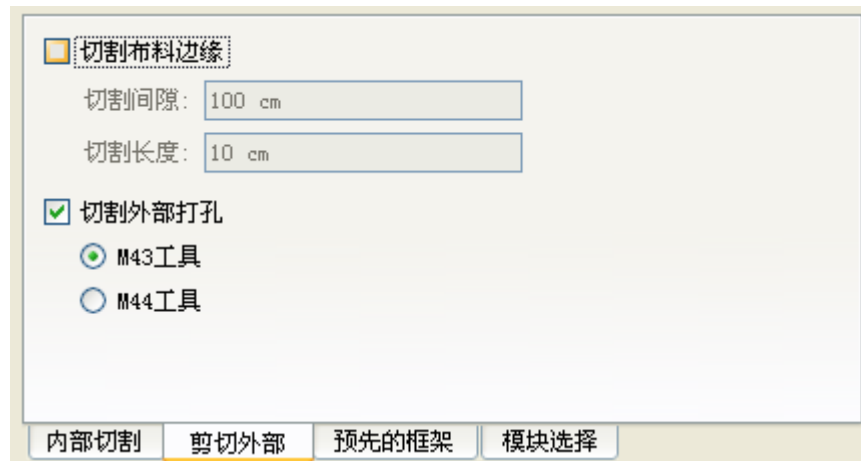 切割布料边缘
切割间隙: 100 cm
切割长度: 10 cm
切割外部打孔
M43工具
M44工具
内部切割 剪切外部 预先的框架 模块选择